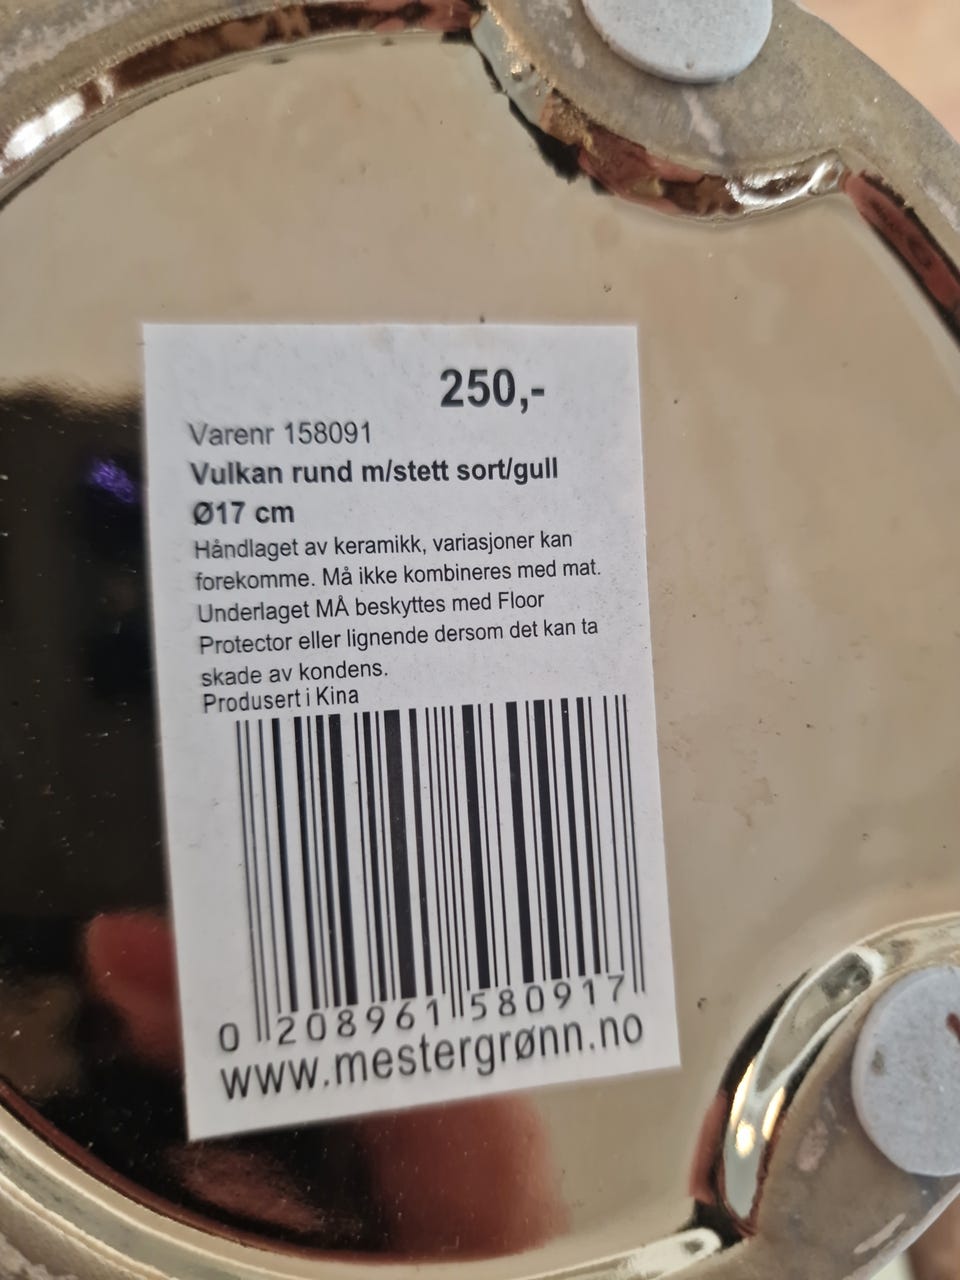 250,-
Varenr 158091
Vulkan rund m/stett sort/gull
Ø17 cm
Håndlaget av keramikk, variasjoner kan
forekomme. Må ikke kombineres med mat.
Underlaget MÅ beskyttes med Floor
Protector eller lignende dersom det kan ta
skade av kondens.
Produsert i Kina
0 208961 580917
www.mestergrønn.no